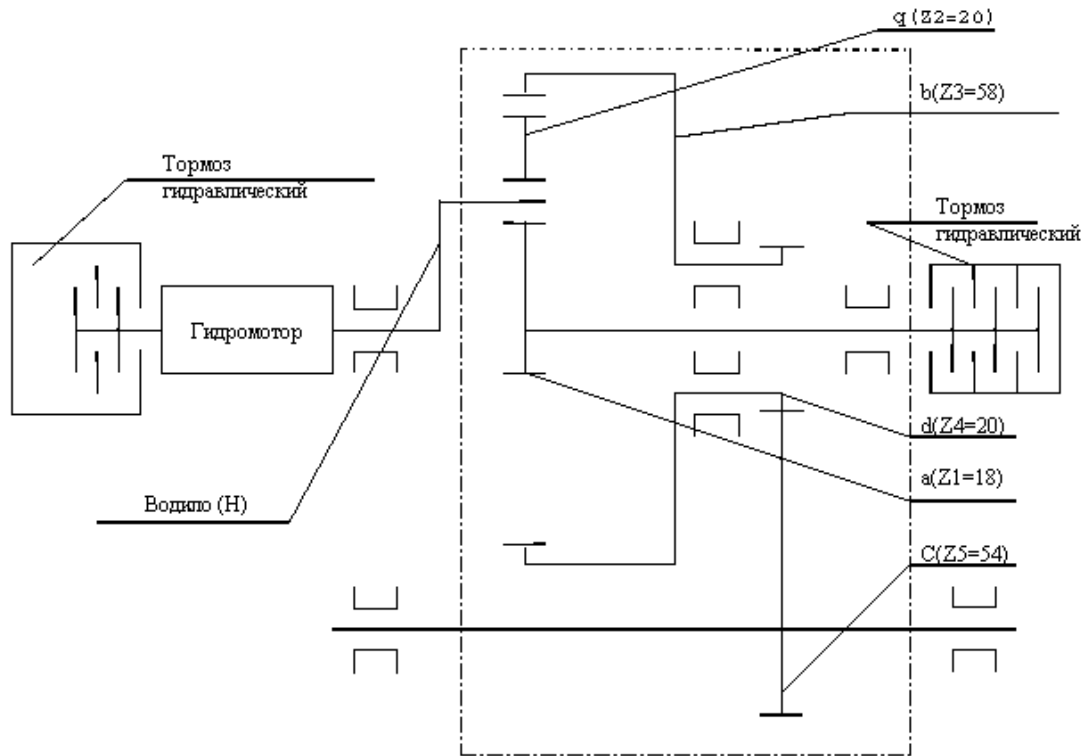 q(Z2=20)
b(Z3=58)
Тормоз
гидравлический
Тормоз
гидравлический
Гидромотор
d(Z4=20)
a(Z1=18)
Водило (Н)
C(Z5=54)